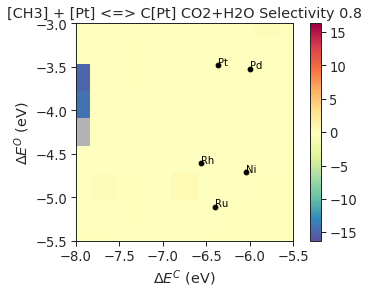 [CH3] + [Pt] <=> C[Pt] CO2+H2O Selectivity 0.8
−3.0
−3.5
−4.0
−4.5
−5.0
−5.5
ΔE^O (eV)
Pt
Pd
Rh
Ni
Ru
−8.0 −7.5 −7.0 −6.5 −6.0 −5.5
ΔE^C (eV)
15
10
5
0
−5
−10
−15